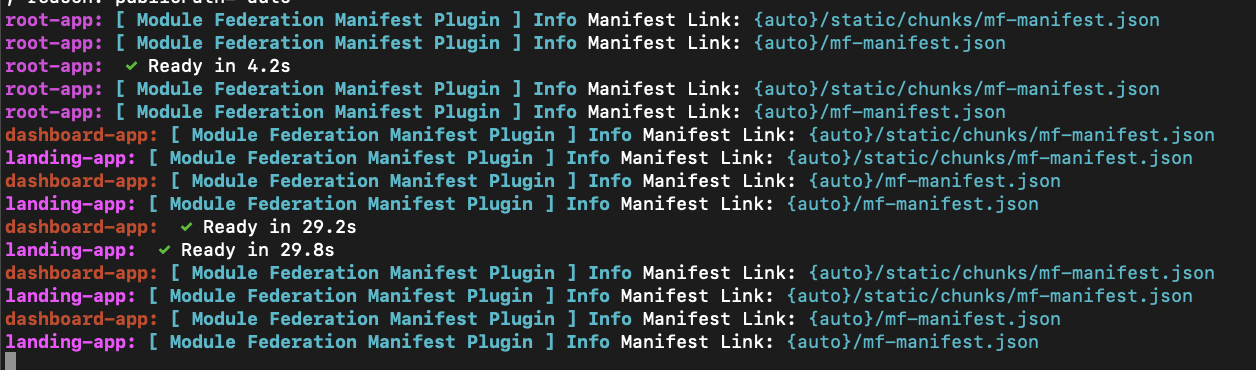 ) reason: publicPath= auto
root-app: [ Module Federation Manifest Plugin ] Info Manifest Link: {auto}/static/chunks/mf-manifest.json
root-app: [ Module Federation Manifest Plugin ] Info Manifest Link: {auto}/mf-manifest.json
root-app: ✓ Ready in 4.2s
root-app: [ Module Federation Manifest Plugin ] Info Manifest Link: {auto}/static/chunks/mf-manifest.json
root-app: [ Module Federation Manifest Plugin ] Info Manifest Link: {auto}/mf-manifest.json
dashboard-app: [ Module Federation Manifest Plugin ] Info Manifest Link: {auto}/static/chunks/mf-manifest.json
landing-app: [ Module Federation Manifest Plugin ] Info Manifest Link: {auto}/static/chunks/mf-manifest.json
dashboard-app: [ Module Federation Manifest Plugin ] Info Manifest Link: {auto}/mf-manifest.json
landing-app: [ Module Federation Manifest Plugin ] Info Manifest Link: {auto}/mf-manifest.json
dashboard-app: ✓ Ready in 29.2s
landing-app: ✓ Ready in 29.8s
dashboard-app: [ Module Federation Manifest Plugin ] Info Manifest Link: {auto}/static/chunks/mf-manifest.json
landing-app: [ Module Federation Manifest Plugin ] Info Manifest Link: {auto}/static/chunks/mf-manifest.json
dashboard-app: [ Module Federation Manifest Plugin ] Info Manifest Link: {auto}/mf-manifest.json
landing-app: [ Module Federation Manifest Plugin ] Info Manifest Link: {auto}/mf-manifest.json